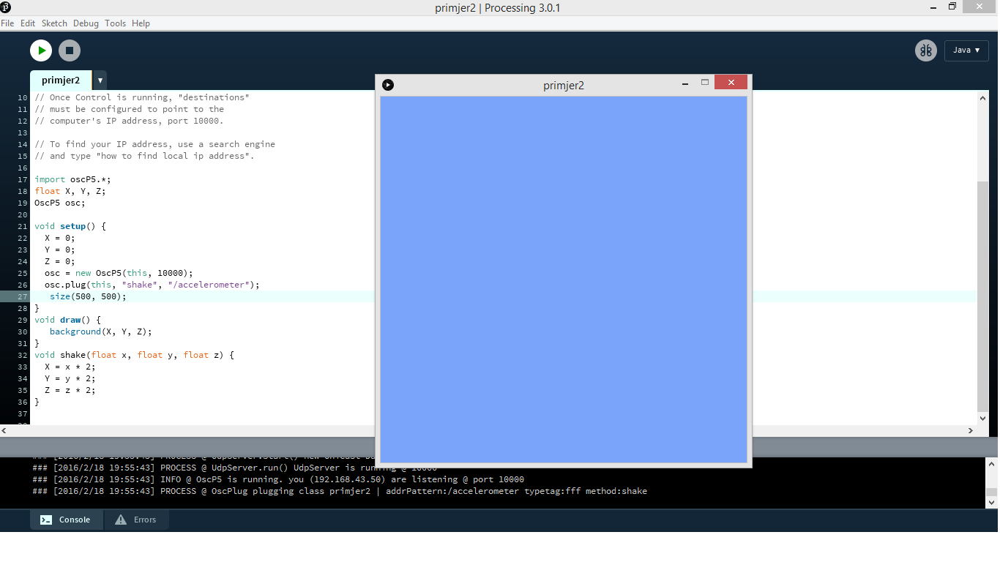 primjer2 | Processing 3.0.1
File Edit Sketch Debug Tools Help
Java ▼
primjer2 ▼
10 // Once Control is running, "destinations"
11 // must be configured to point to the
12 // computer's IP address, port 10000.
13
14 // To find your IP address, use a search engine
15 // and type "how to find local ip address".
16
17 import oscP5.*;
18 float X, Y, Z;
19 OscP5 osc;
20
21 void setup() {
22 X = 0;
23 Y = 0;
24 Z = 0;
25 osc = new OscP5(this, 10000);
26 osc.plug(this, "shake", "/accelerometer");
27 size(500, 500);
28 }
29 void draw() {
30 background(X, Y, Z);
31 }
32 void shake(float x, float y, float z) {
33 X = x * 2;
34 Y = y * 2;
35 Z = z * 2;
36 }
37
primjer2
### [2016/2/18 19:55:43] PROCESS @ UdpServer.run() UdpServer is running @ 10000
### [2016/2/18 19:55:43] INFO @ OscP5 is running. you (192.168.43.50) are listening @ port 10000
### [2016/2/18 19:55:43] PROCESS @ OscPlug plugging class primjer2 | addrPattern:/accelerometer typetag:fff method:shake
Console Errors